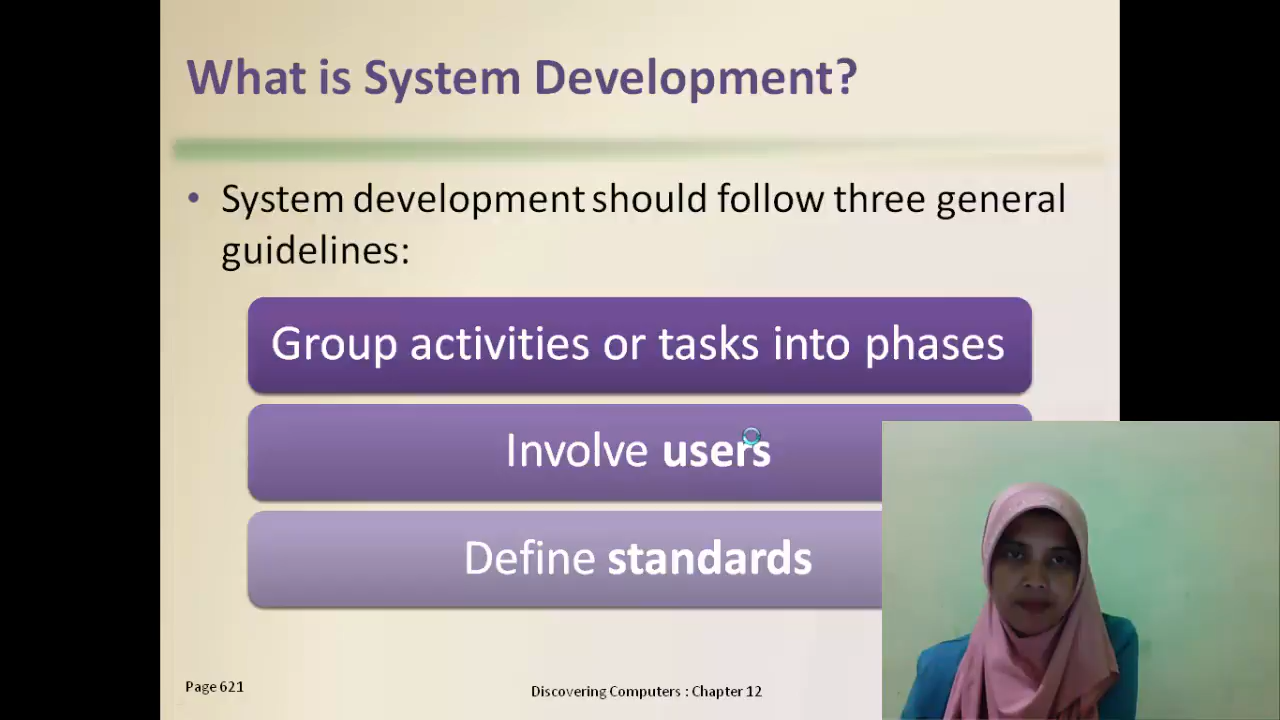 What is System Development?
• System development should follow three general
guidelines:
Group activities or tasks into phases
Involve users
Define standards
Page 621
Discovering Computers : Chapter 12